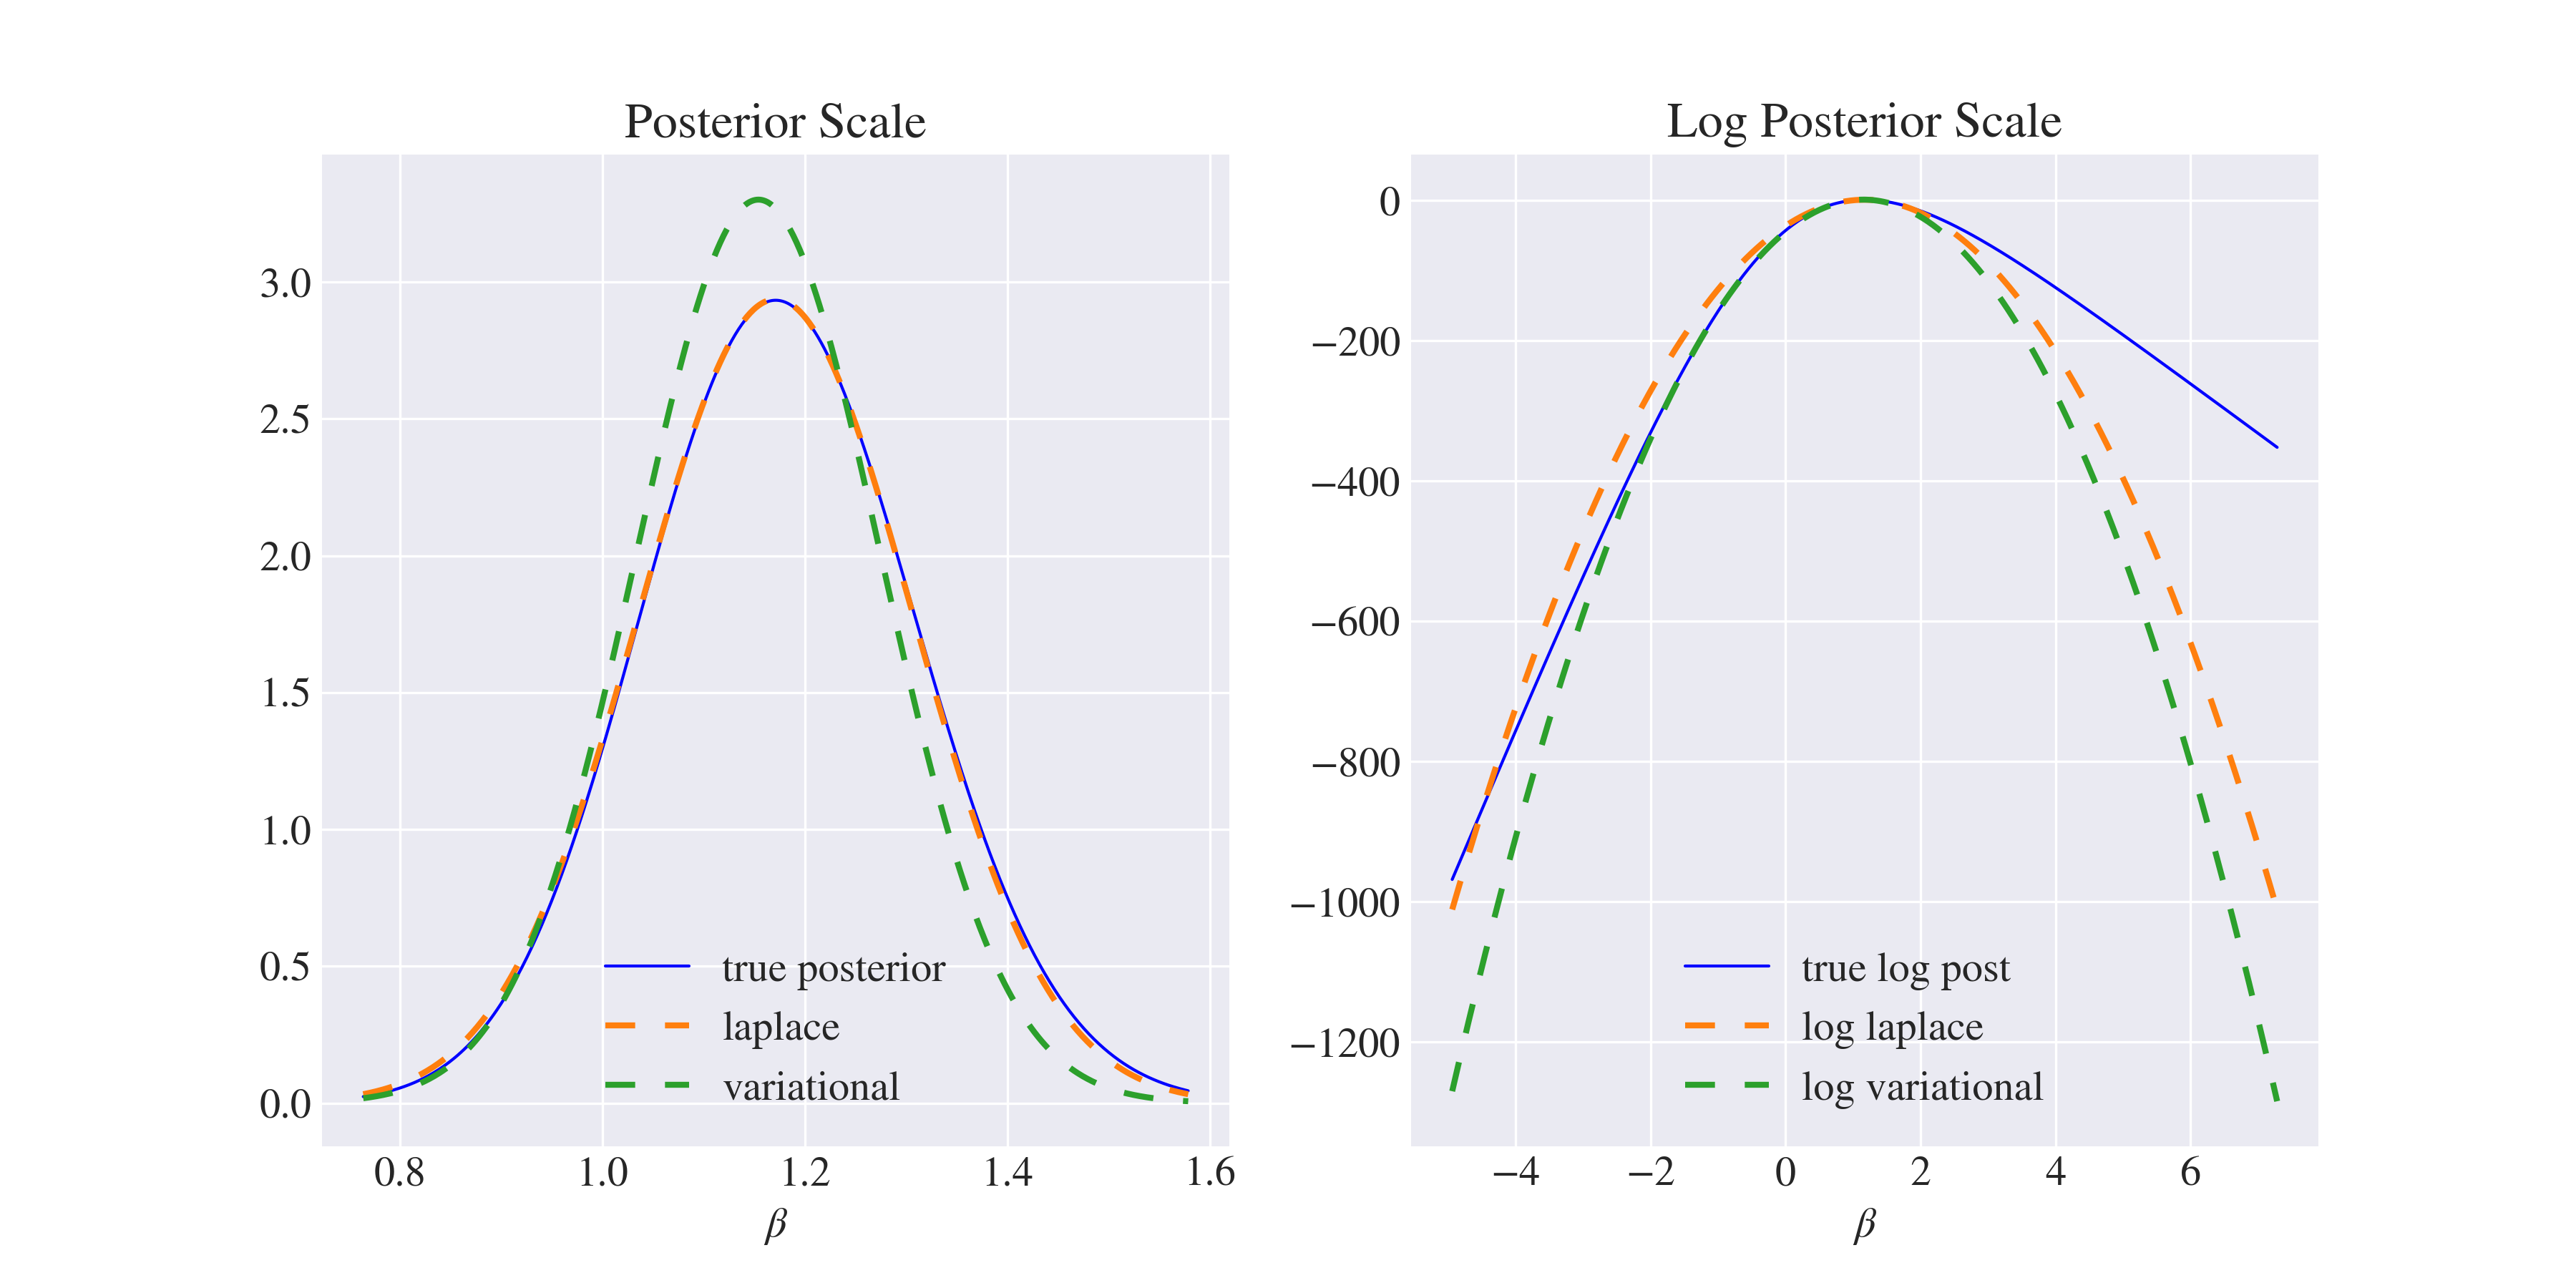 Posterior Scale
3.0
2.5
2.0
1.5
1.0
0.5
0.0
true posterior
laplace
variational
0.8 1.0 1.2 1.4 1.6
β
Log Posterior Scale
0
−200
−400
−600
−800
−1000
−1200
true log post
log laplace
log variational
−4 −2 0 2 4 6
β